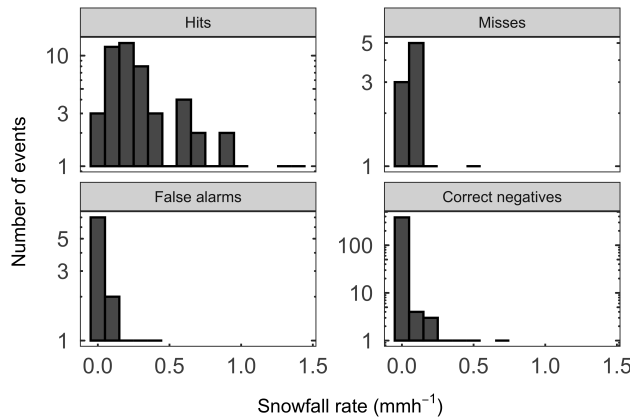 Hits
Misses
10
3
1
5
3
1
Number of events
False alarms
Correct negatives
5
3
1
100
10
1
0.0 0.5 1.0 1.5
0.0 0.5 1.0 1.5
Snowfall rate (mmh⁻¹)